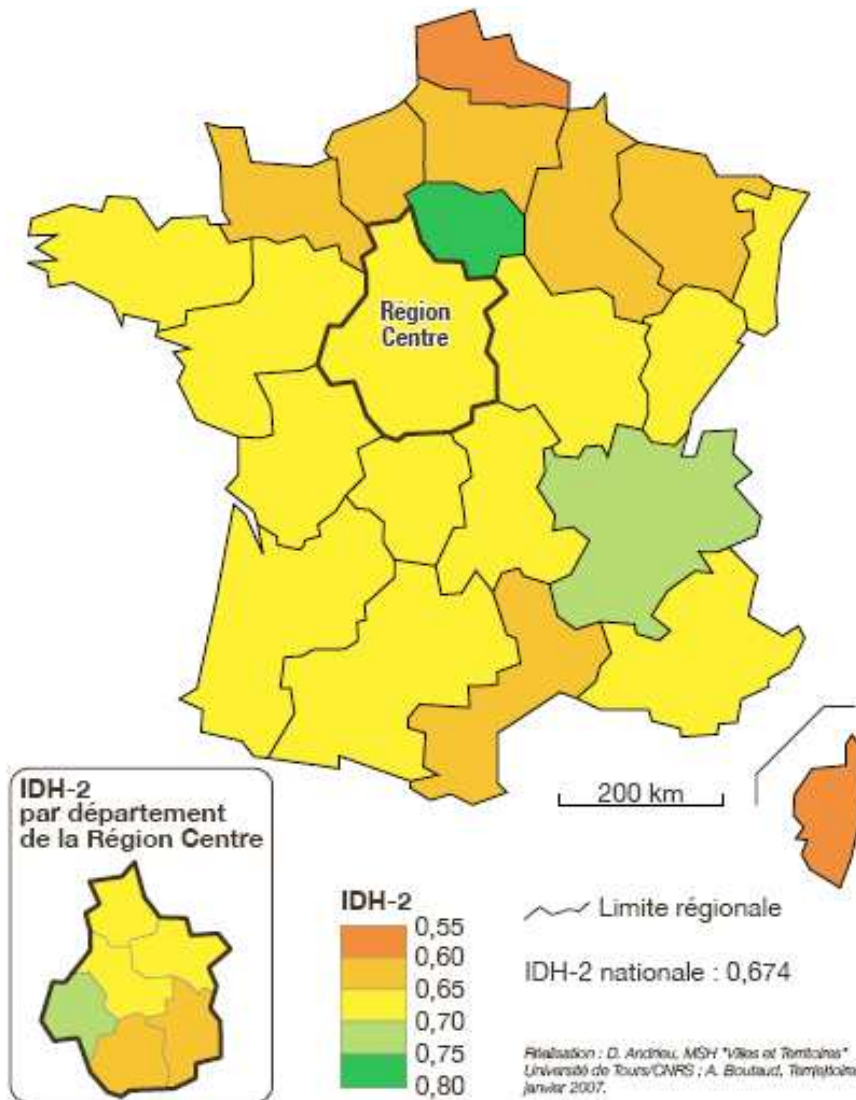 Région
Centre
IDH-2
par département
de la Région Centre
200 km
IDH-2
0,55
0,60
0,65
0,70
0,75
0,80
Limite régionale
IDH-2 nationale : 0,674
Réalisation : D. Andrieu, MSH "Villes et Territoires"
Université de Tours/CNRS ; A. Boutaud,
janvier 2007.